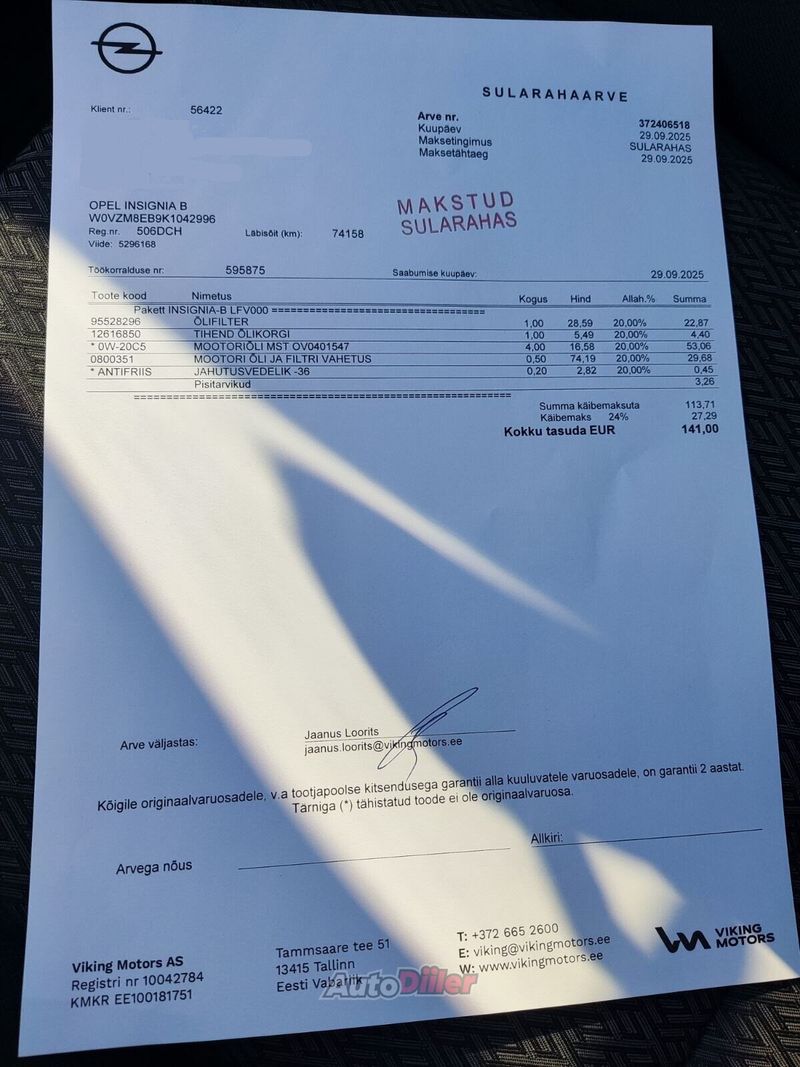 SULARAHAARVE
Klient nr.: 56422
Arve nr. 372406518
Kuupäev 29.09.2025
Maksetingimus SULARAHAS
Maksetähtaeg 29.09.2025
OPEL INSIGNIA B
W0VZM8EB9K1042996
Reg.nr. 506DCH Läbisõit (km): 74158
Viide: 5296168
MAKSTUD
SULARAHAS
Töökorralduse nr: 595875 Saabumise kuupäev: 29.09.2025
Toote kood Nimetus Kogus Hind Allah.% Summa
Pakett INSIGNIA-B LFV000 ===================================
95528296 ÕLIFILTER 1,00 28,59 20,00% 22,87
12616850 TIHEND ÕLIKORGI 1,00 5,49 20,00% 4,40
* 0W-20C5 MOOTORIÕLI MST OV0401547 4,00 16,58 20,00% 53,06
0800351 MOOTORI ÕLI JA FILTRI VAHETUS 0,50 74,19 20,00% 29,68
* ANTIFRIIS JAHUTUSVEDELIK -36 0,20 2,82 20,00% 0,45
Pisitarvikud 3,26
==============================================================
Summa käibemaksuta 113,71
Käibemaks 24% 27,29
Kokku tasuda EUR 141,00
Arve väljastas: Jaanus Loorits
jaanus.loorits@vikingmotors.ee
Kõigile originaalvaruosadele, v.a tootjapoolse kitsendusega garantii alla kuuluvatele varuosadele, on garantii 2 aastat.
Tärniga (*) tähistatud toode ei ole originaalvaruosa.
Arvega nõus Allkiri:
Viking Motors AS
Registri nr 10042784
KMKR EE100181751
Tammsaare tee 51
13415 Tallinn
Eesti Vabariik
T: +372 665 2600
E: viking@vikingmotors.ee
W: www.vikingmotors.ee
VIKING
MOTORS
AutoDiiler